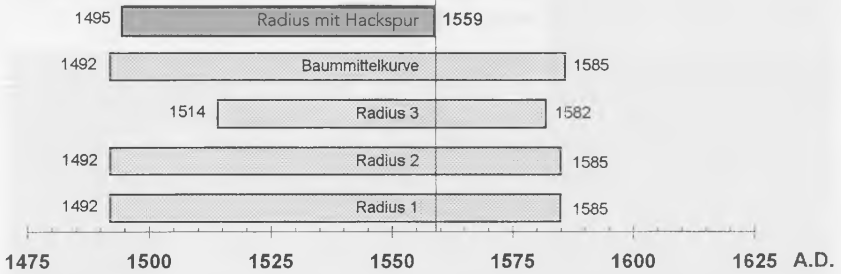 1495 Radius mit Hackspur 1559
1492 Baummittelkurve 1585
1514 Radius 3 1582
1492 Radius 2 1585
1492 Radius 1 1585
1475 1500 1525 1550 1575 1600 1625 A.D.